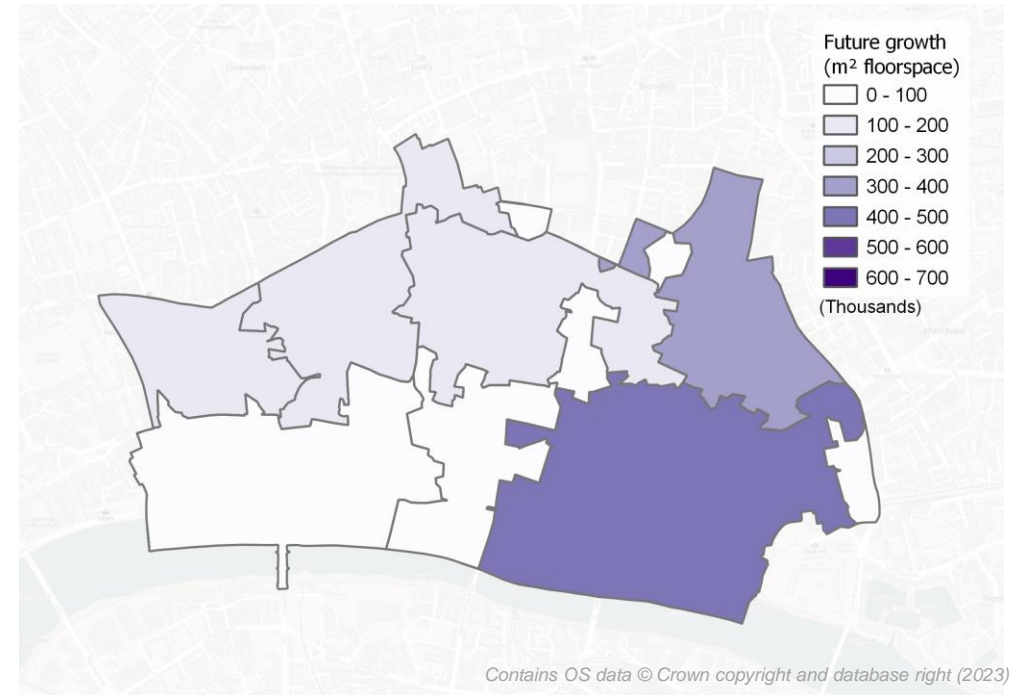 Future growth
(m² floorspace)
0 - 100
100 - 200
200 - 300
300 - 400
400 - 500
500 - 600
600 - 700
(Thousands)
Contains OS data © Crown copyright and database right (2023)